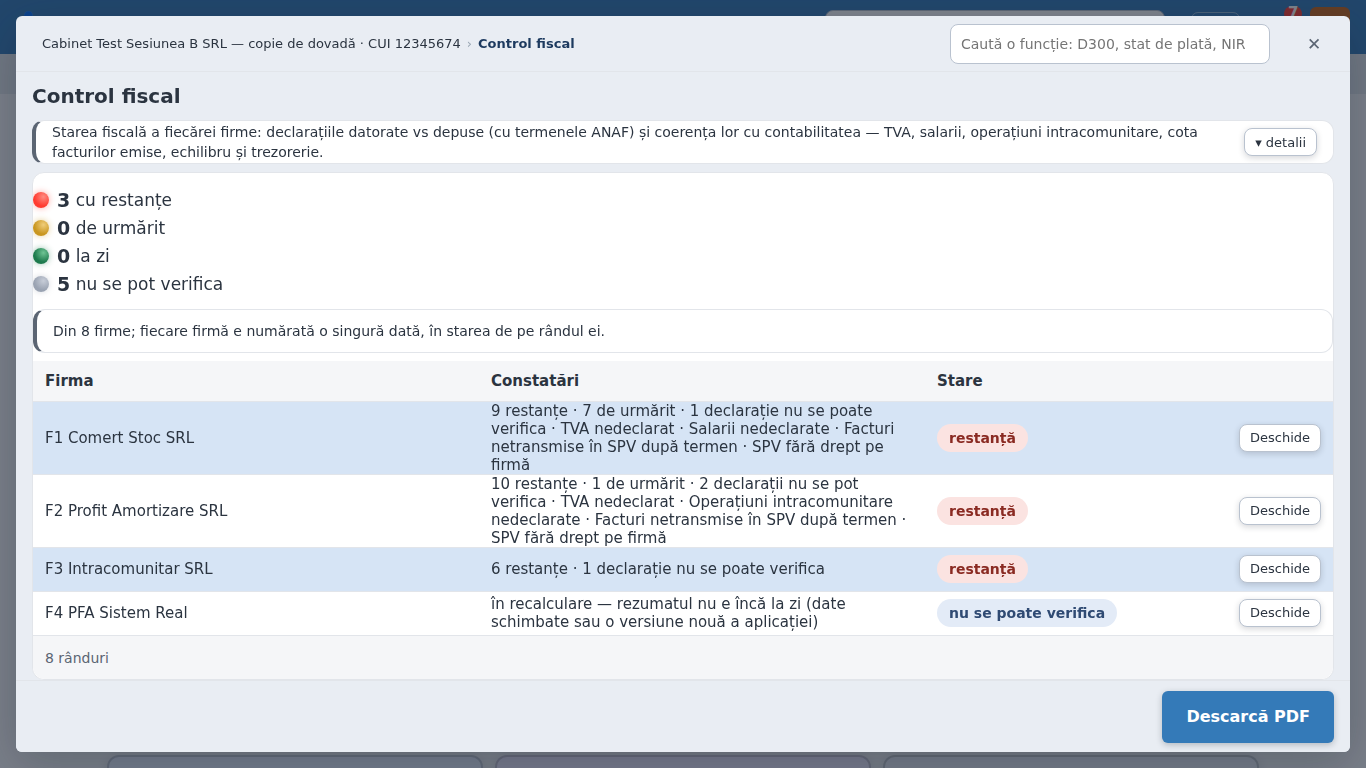 7
Cabinet Test Sesiunea B SRL — copie de dovadă · CUI 12345674 › Control fiscal
Caută o funcție: D300, stat de plată, NIR
✕
Control fiscal
Starea fiscală a fiecărei firme: declarațiile datorate vs depuse (cu termenele ANAF) și coerența lor cu contabilitatea — TVA, salarii, operațiuni intracomunitare, cota
facturilor emise, echilibru și trezorerie.
▾ detalii
3 cu restanțe
0 de urmărit
0 la zi
5 nu se pot verifica
Din 8 firme; fiecare firmă e numărată o singură dată, în starea de pe rândul ei.
Firma Constatări Stare
F1 Comert Stoc SRL
9 restanțe · 7 de urmărit · 1 declarație nu se poate
verifica · TVA nedeclarat · Salarii nedeclarate · Facturi
netransmise în SPV după termen · SPV fără drept pe
firmă
restanță
Deschide
F2 Profit Amortizare SRL
10 restanțe · 1 de urmărit · 2 declarații nu se pot
verifica · TVA nedeclarat · Operațiuni intracomunitare
nedeclarate · Facturi netransmise în SPV după termen ·
SPV fără drept pe firmă
restanță
Deschide
F3 Intracomunitar SRL
6 restanțe · 1 declarație nu se poate verifica
restanță
Deschide
F4 PFA Sistem Real
în recalculare — rezumatul nu e încă la zi (date
schimbate sau o versiune nouă a aplicației)
nu se poate verifica
Deschide
8 rânduri
Descarcă PDF